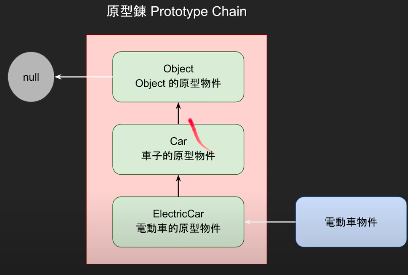 原型鍊 Prototype Chain
null
Object
Object 的原型物件
Car
車子的原型物件
ElectricCar
電動車的原型物件
電動車物件